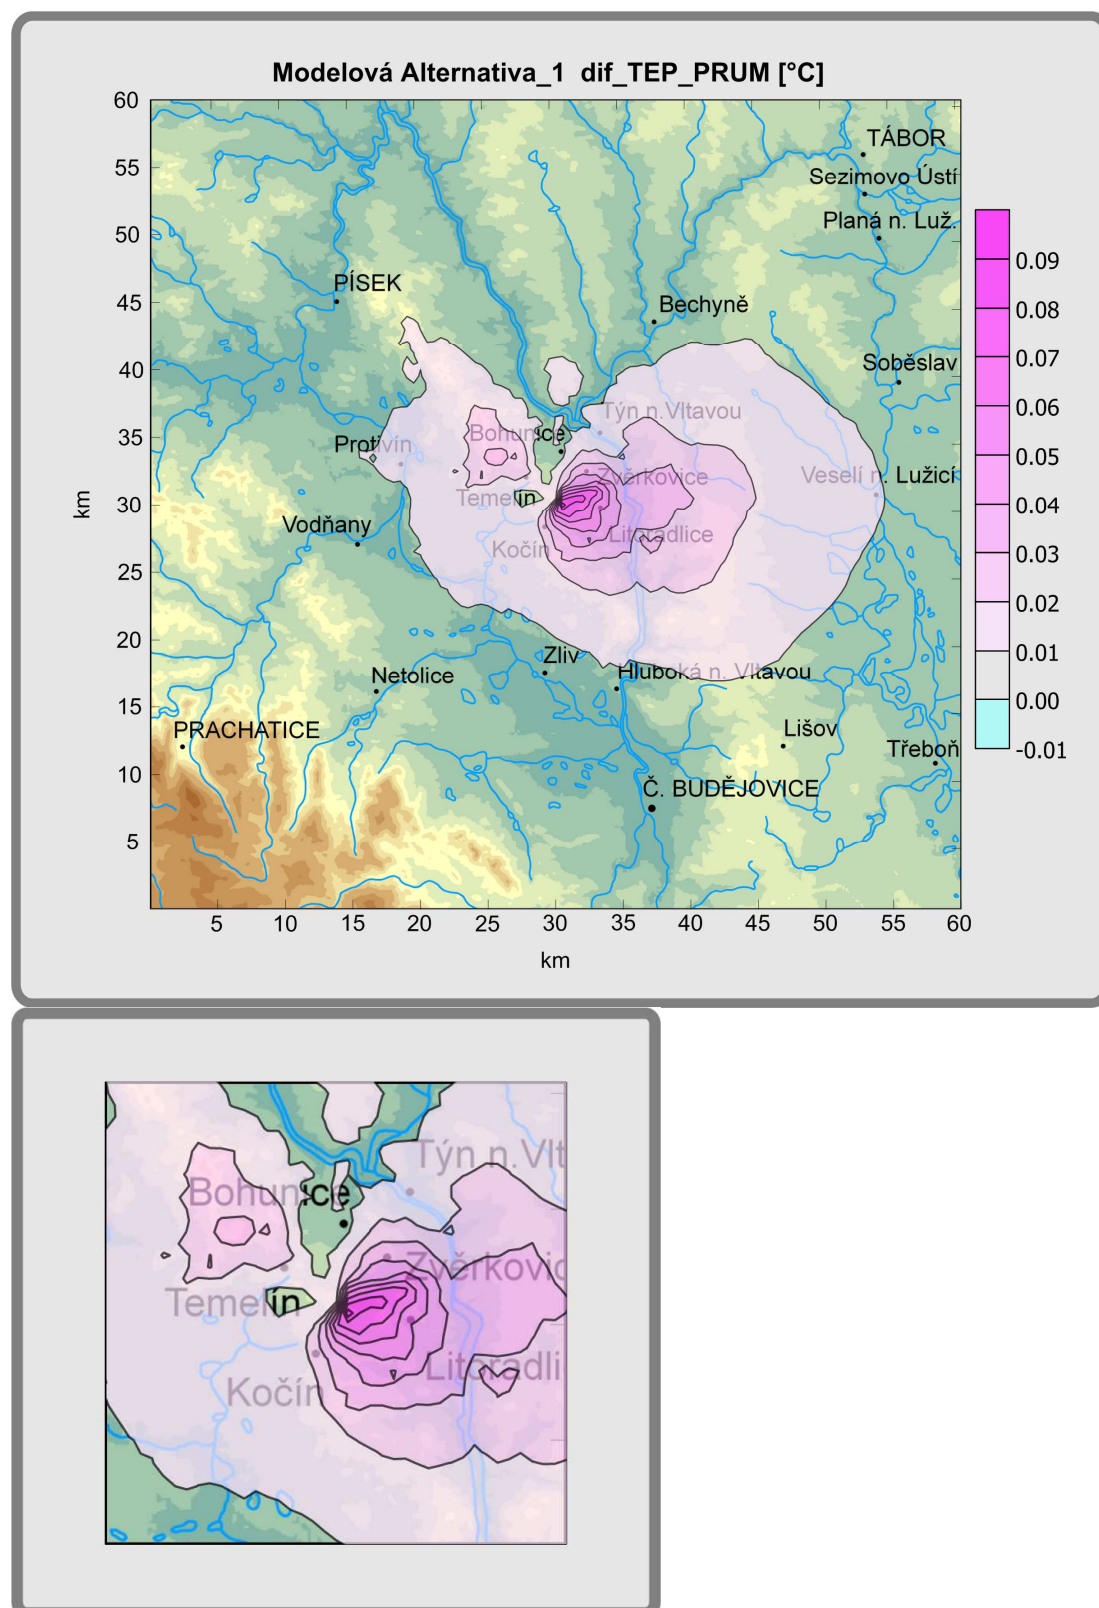 Modelová Alternativa_1 dif_TEP_PRUM [°C]
60
55
50
45
40
35
30
25
20
15
10
5
km
TÁBOR
Sezimovo Ústí
Planá n. Luž.
PÍSEK
Bechyně
Soběslav
Týn n.Vltavou
Bohunice
Protivín
Zvěrkovice
Veselí n. Lužicí
Temelín
Vodňany
Litoradlice
Kočín
Zliv
Hluboká n. Vltavou
Netolice
PRACHATICE
Lišov
Třeboň
Č. BUDĚJOVICE
5 10 15 20 25 30 35 40 45 50 55 60
km
0.09
0.08
0.07
0.06
0.05
0.04
0.03
0.02
0.01
0.00
-0.01
Týn n.Vlt
Bohunice
Zvěrkovic
Temelín
Litoradli
Kočín